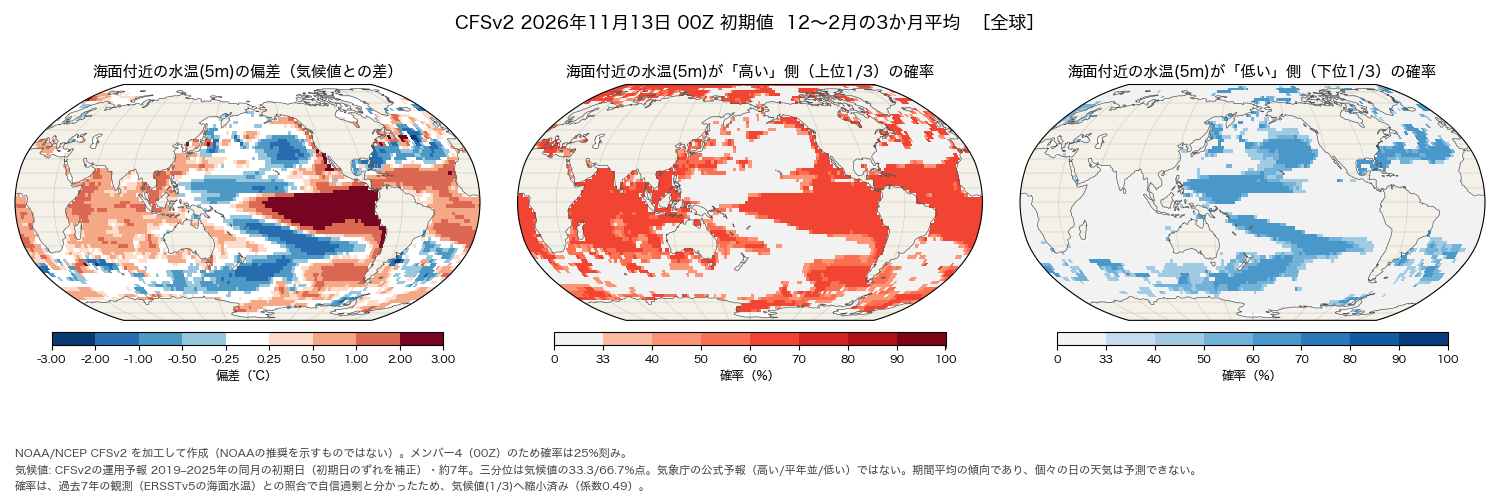 CFSv2 2026年11月13日 00Z 初期値  12～2月の3か月平均  ［全球］
海面付近の水温(5m)の偏差（気候値との差）
海面付近の水温(5m)が「高い」側（上位1/3）の確率
海面付近の水温(5m)が「低い」側（下位1/3）の確率
-3.00 -2.00 -1.00 -0.50 -0.25 0.25 0.50 1.00 2.00 3.00
偏差（℃）
0 33 40 50 60 70 80 90 100
確率（%）
0 33 40 50 60 70 80 90 100
確率（%）
NOAA/NCEP CFSv2 を加工して作成（NOAAの推奨を示すものではない）。メンバー4（00Z）のため確率は25%刻み。
気候値: CFSv2の運用予報 2019–2025年の同月の初期日（初期日のずれを補正）・約7年。三分位は気候値の33.3/66.7%点。気象庁の公式予報（高い/平年並/低い）ではない。期間平均の傾向であり、個々の日の天気は予測できない。
確率は、過去7年の観測（ERSSTv5の海面水温）との照合で自信過剰と分かったため、気候値(1/3)へ縮小済み（係数0.49）。